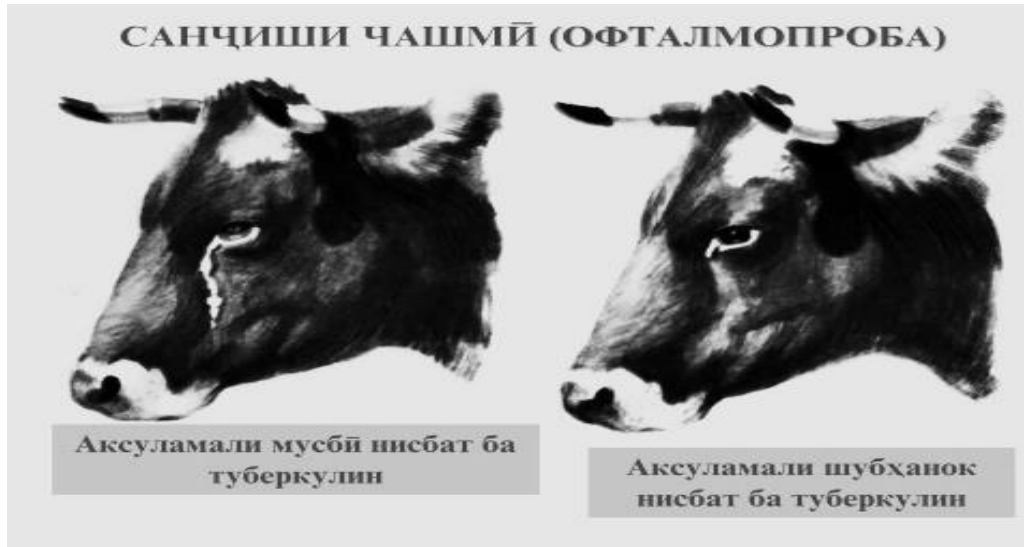 САНҶИШИ ЧАШМӢ (ОФТАЛМОПРОБА)
Аксуламали мусбӣ нисбат ба
туберкулин
Аксуламали шубҳанок
нисбат ба туберкулин